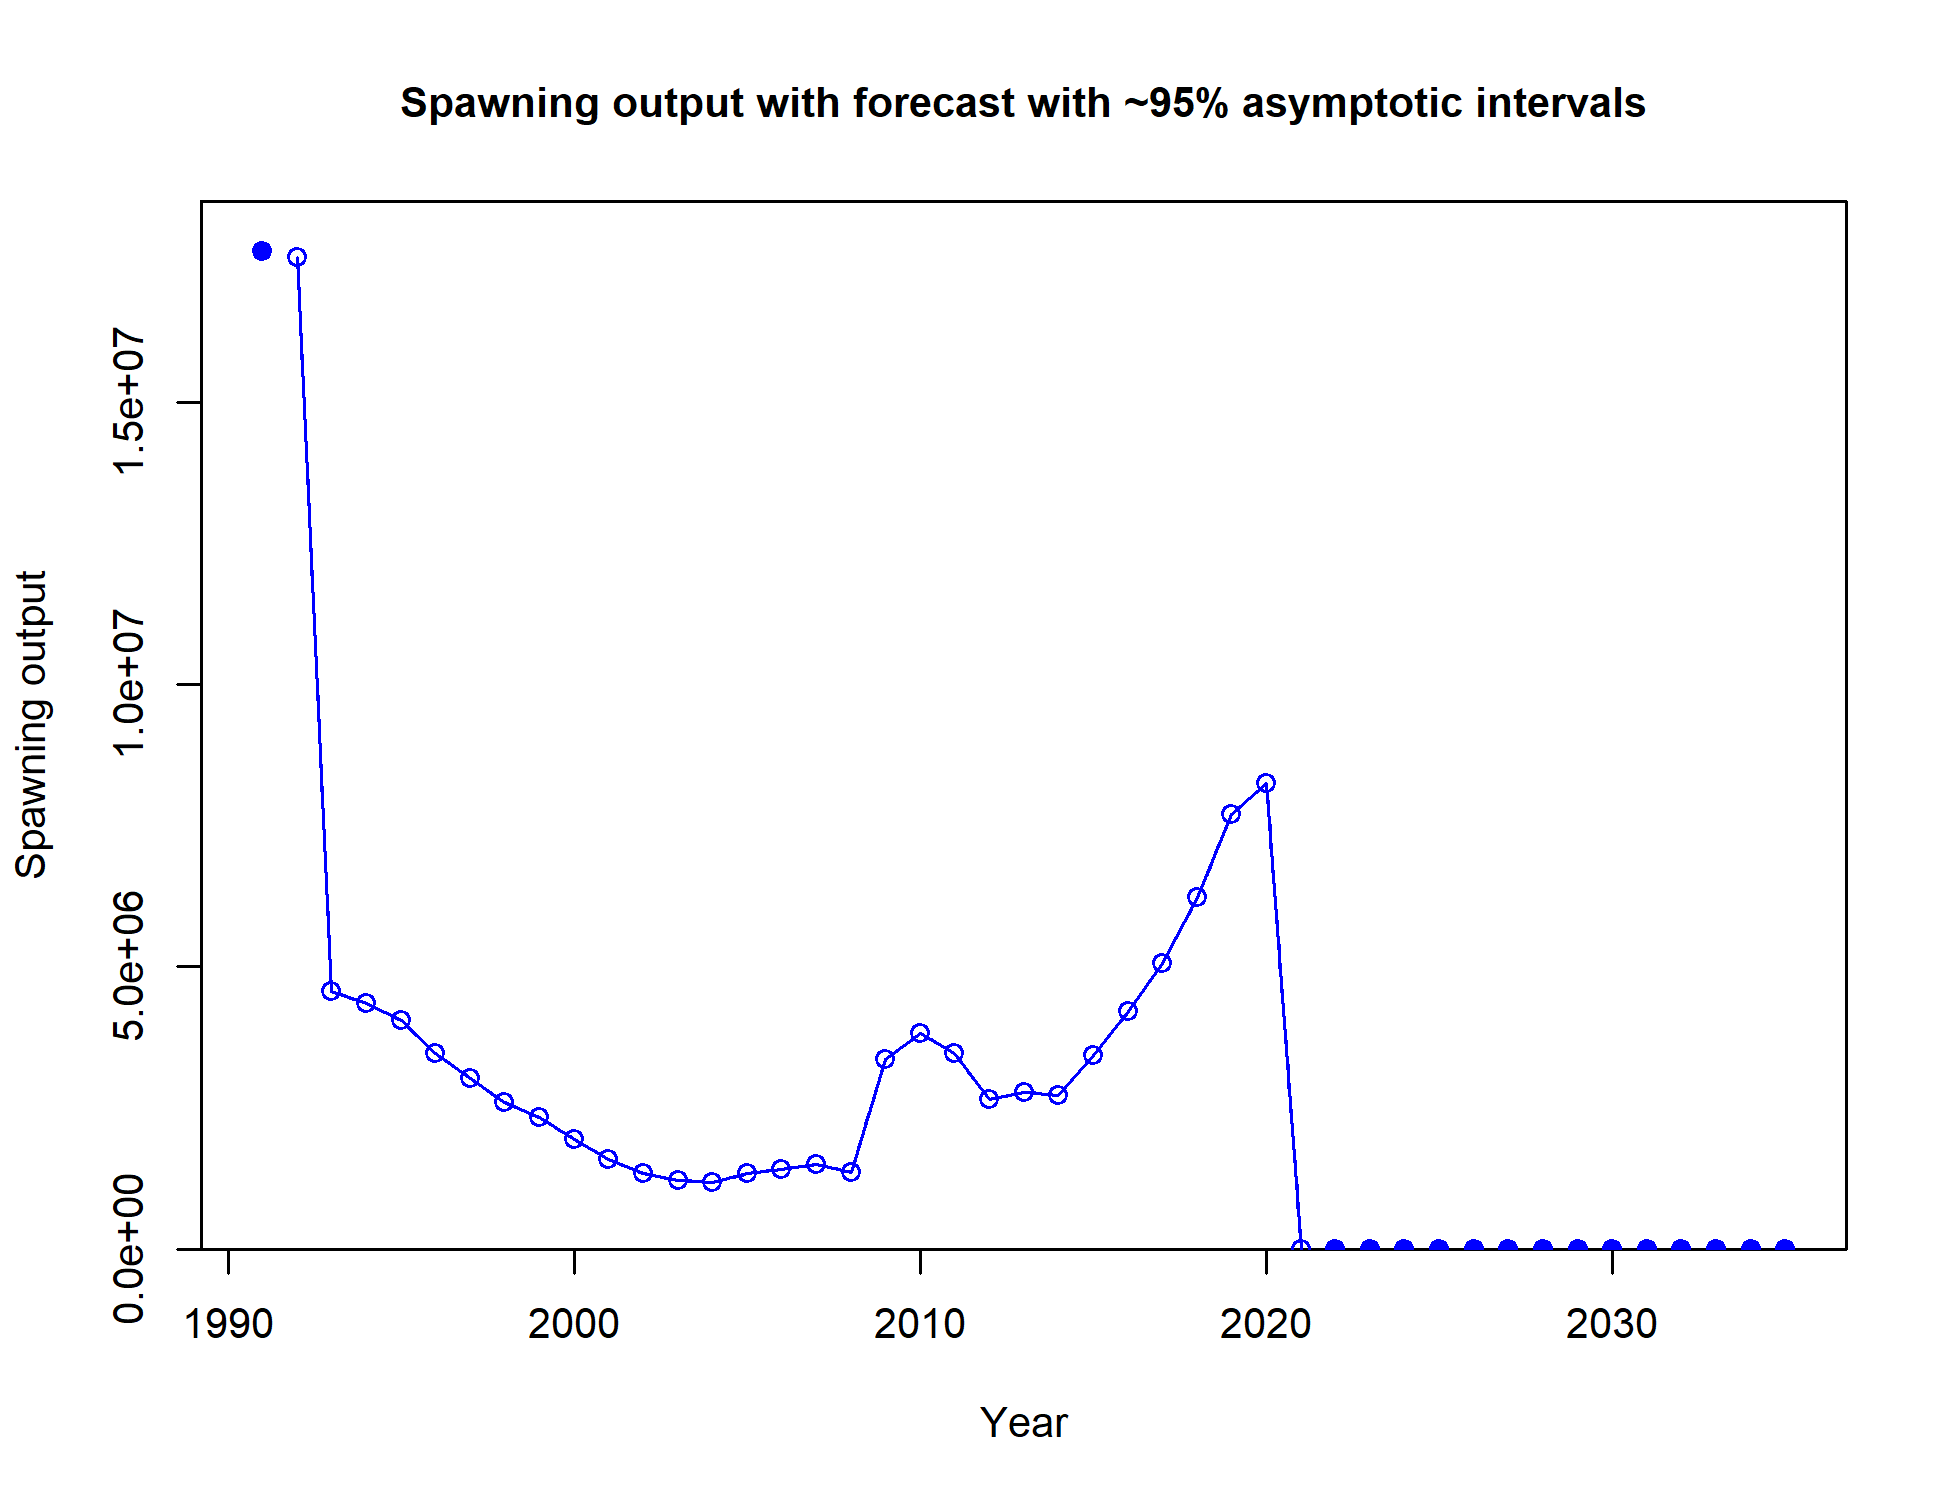 Spawning output with forecast with ~95% asymptotic intervals
Spawning output
1.5e+07
1.0e+07
5.0e+06
0.0e+00
1990 2000 2010 2020 2030
Year